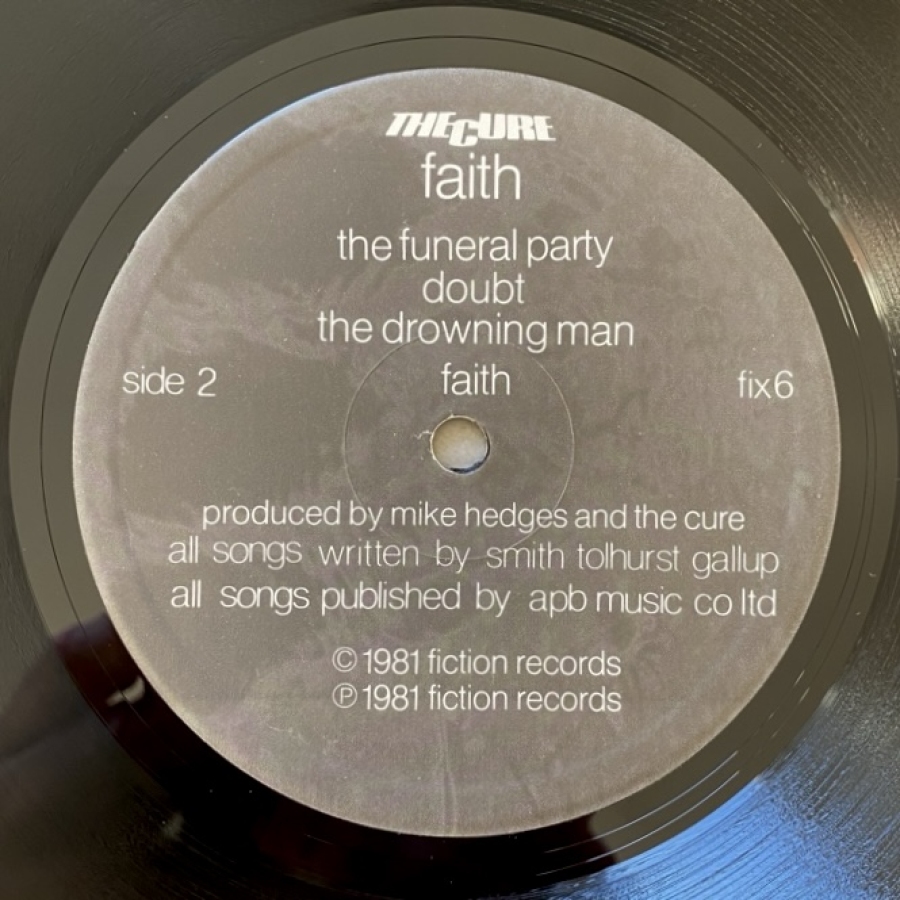 THE CURE
faith
the funeral party
doubt
the drowning man
side 2 faith fix6
produced by mike hedges and the cure
all songs written by smith tolhurst gallup
all songs published by apb music co ltd
© 1981 fiction records
℗ 1981 fiction records